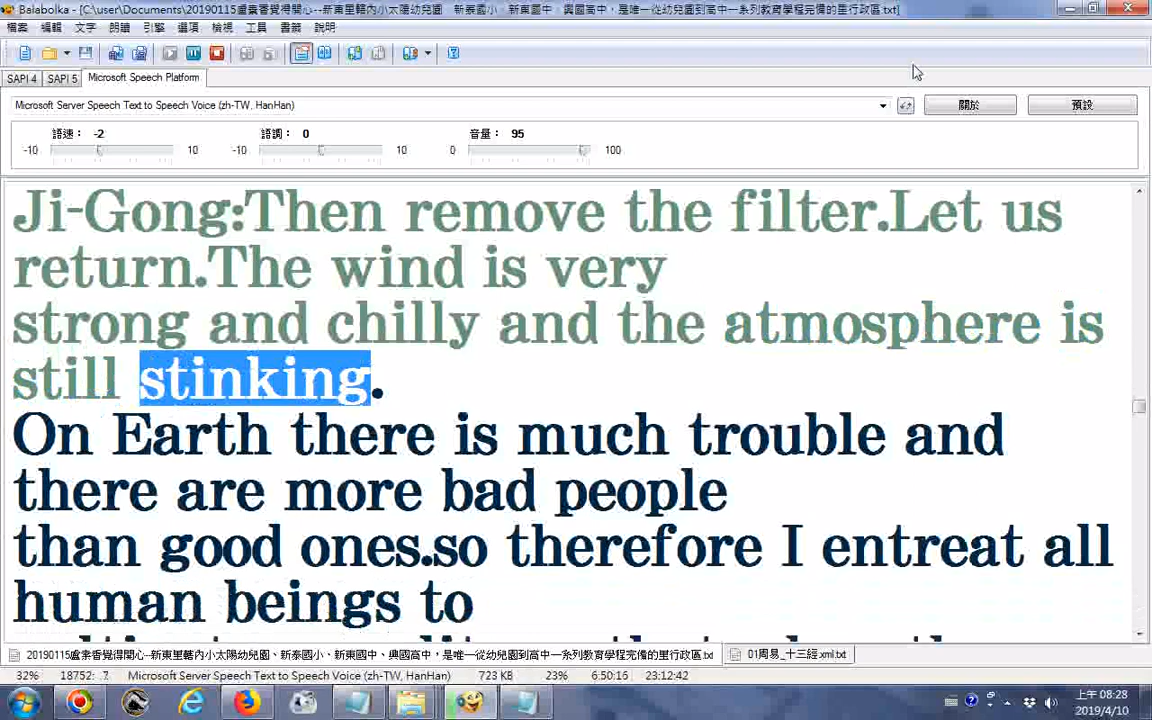 Balabolka - [C:\user\Documents\20190115盧彙香覺得開心--新東里轄內小太陽幼兒園、新泰國小、新東國中、興國高中，是唯一從幼兒園到高中一系列教育學程完備的里行政區.txt]
檔案 編輯 文字 朗讀 引擎 選項 檢視 工具 書籤 說明
SAPI 4 SAPI 5 Microsoft Speech Platform
Microsoft Server Speech Text to Speech Voice (zh-TW, HanHan) 關於 預設
語速： -2 語調： 0 音量： 95
-10 10 -10 10 0 100
Ji-Gong:Then remove the filter.Let us
return.The wind is very
strong and chilly and the atmosphere is
still stinking.
On Earth there is much trouble and
there are more bad people
than good ones.so therefore I entreat all
human beings to
20190115盧彙香覺得開心--新東里轄內小太陽幼兒園、新泰國小、新東國中、興國高中，是唯一從幼兒園到高中一系列教育學程完備的里行政區.txt 01周易_十三經.xml.txt
32% 18752: 7 Microsoft Server Speech Text to Speech Voice (zh-TW, HanHan) 723 KB 23% 6:50:15 23:12:42
上午 08:28
2019/4/10